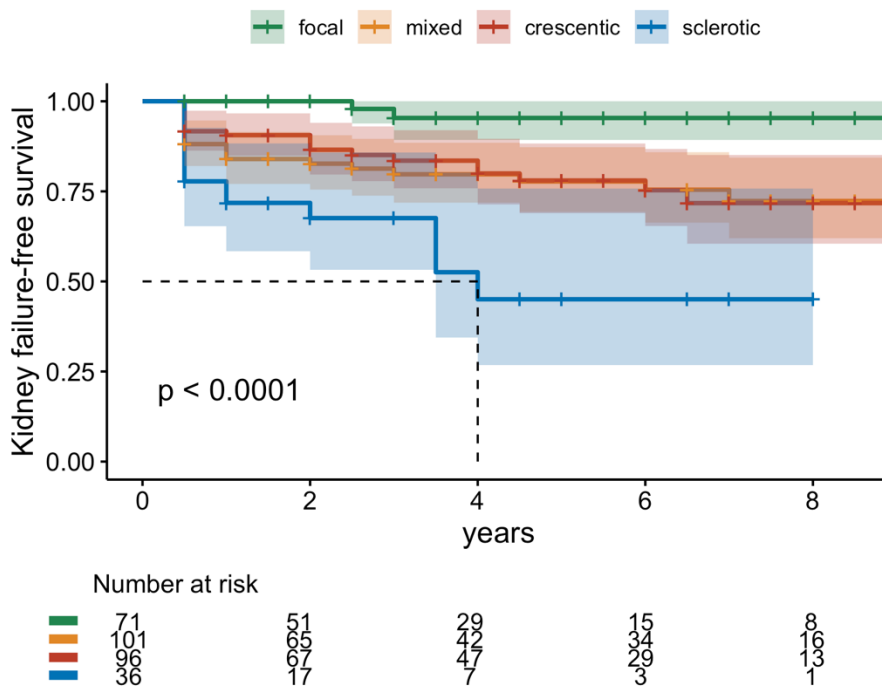 focal mixed crescentic sclerotic
Kidney failure-free survival
1.00
0.75
0.50
0.25
0.00
p < 0.0001
0 2 4 6 8
years
Number at risk
71 51 29 15 8
101 65 42 34 16
96 67 47 29 13
36 17 7 3 1